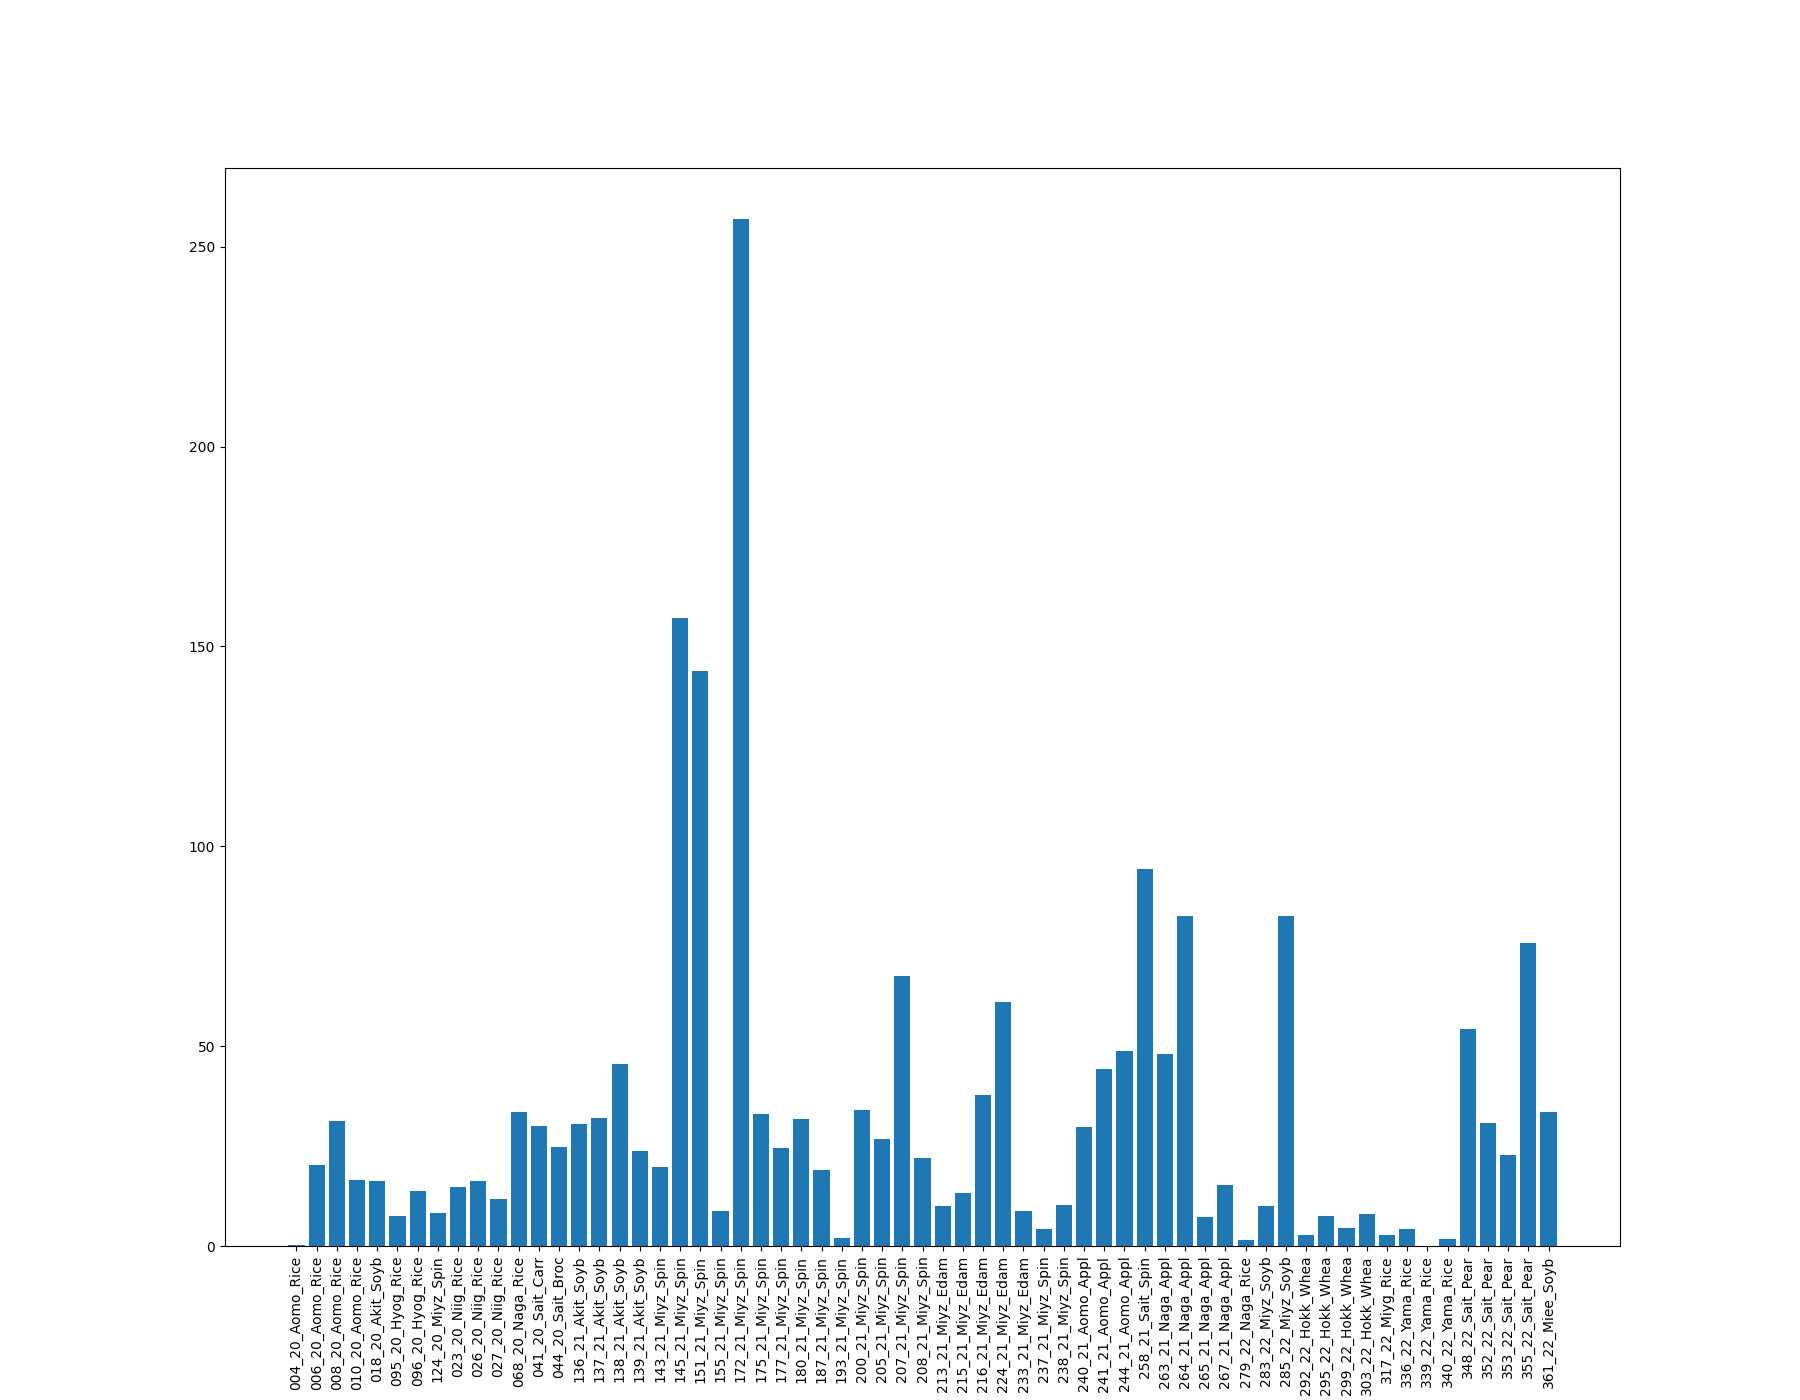 250
200
150
100
50
0
004_20_Aomo_Rice
006_20_Aomo_Rice
008_20_Aomo_Rice
010_20_Aomo_Rice
018_20_Akit_Soyb
095_20_Hyog_Rice
096_20_Hyog_Rice
124_20_Miyz_Spin
023_20_Niig_Rice
026_20_Niig_Rice
027_20_Niig_Rice
068_20_Naga_Rice
041_20_Sait_Carr
044_20_Sait_Broc
136_21_Akit_Soyb
137_21_Akit_Soyb
138_21_Akit_Soyb
139_21_Akit_Soyb
143_21_Miyz_Spin
145_21_Miyz_Spin
151_21_Miyz_Spin
155_21_Miyz_Spin
172_21_Miyz_Spin
175_21_Miyz_Spin
177_21_Miyz_Spin
180_21_Miyz_Spin
187_21_Miyz_Spin
193_21_Miyz_Spin
200_21_Miyz_Spin
205_21_Miyz_Spin
207_21_Miyz_Spin
208_21_Miyz_Spin
213_21_Miyz_Edam
215_21_Miyz_Edam
216_21_Miyz_Edam
224_21_Miyz_Edam
233_21_Miyz_Edam
237_21_Miyz_Spin
238_21_Miyz_Spin
240_21_Aomo_Appl
241_21_Aomo_Appl
244_21_Aomo_Appl
258_21_Sait_Spin
263_21_Naga_Appl
264_21_Naga_Appl
265_21_Naga_Appl
267_21_Naga_Appl
279_22_Naga_Rice
283_22_Miyz_Soyb
285_22_Miyz_Soyb
292_22_Hokk_Whea
295_22_Hokk_Whea
299_22_Hokk_Whea
303_22_Hokk_Whea
317_22_Miyg_Rice
336_22_Yama_Rice
339_22_Yama_Rice
340_22_Yama_Rice
348_22_Sait_Pear
352_22_Sait_Pear
353_22_Sait_Pear
355_22_Sait_Pear
361_22_Miee_Soyb